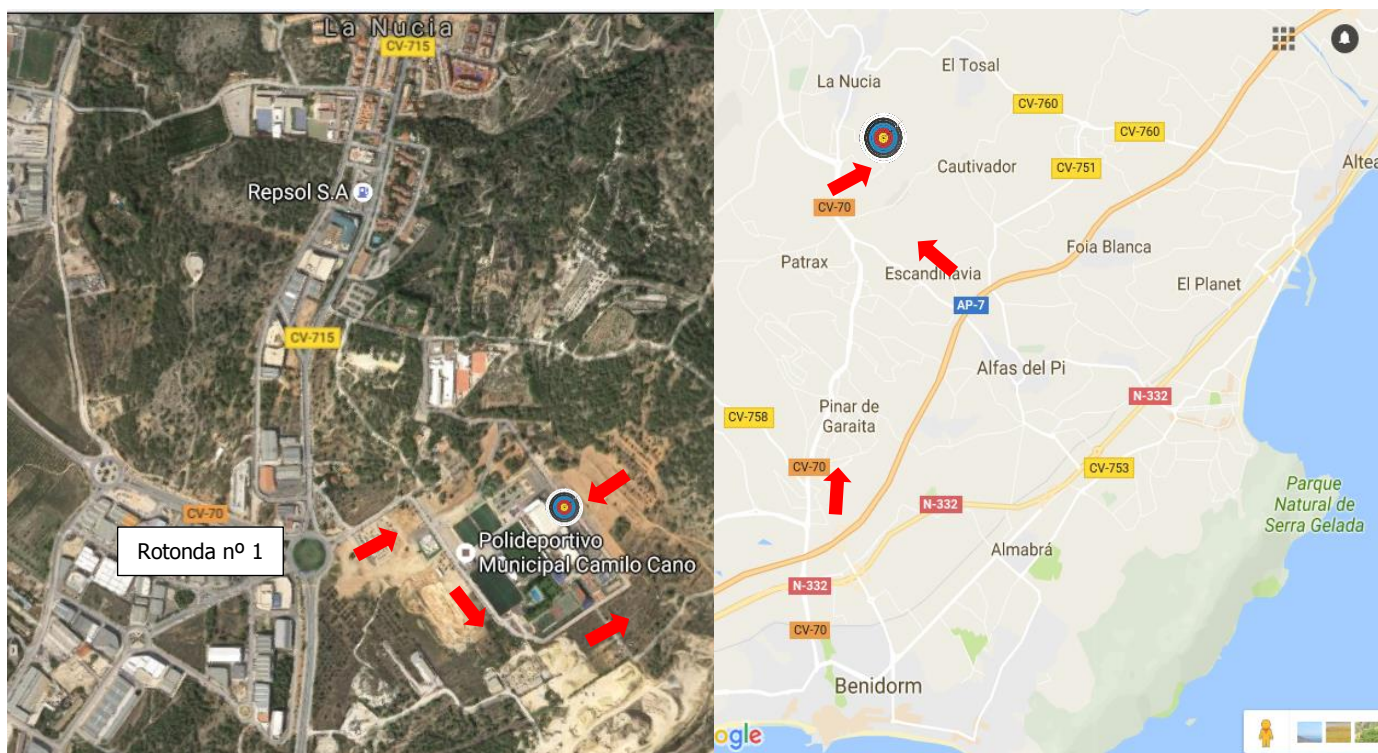 La Nucia
CV-715
Repsol S.A
CV-715
CV-70
Rotonda nº 1
Polideportivo
Municipal Camilo Cano
El Tosal
La Nucia
CV-760
CV-760
Cautivador
CV-751
Altea
CV-70
Foia Blanca
Patrax
Escandinavia
El Planet
AP-7
Alfas del Pi
N-332
CV-758
Pinar de
Garaita
CV-70
CV-753
N-332
Parque
Natural de
Serra Gelada
Almabrá
N-332
CV-70
Benidorm
ogle